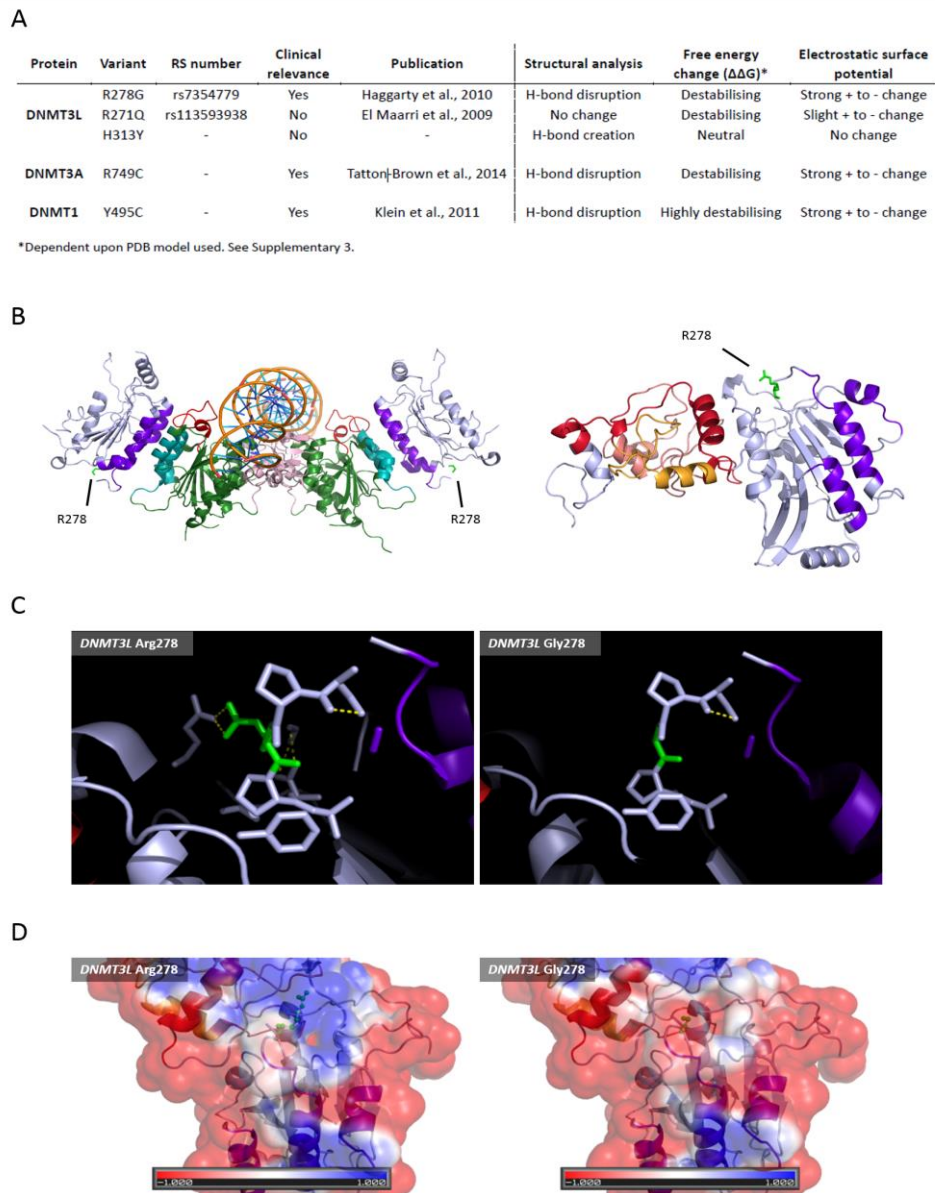 A
Protein Variant RS number Clinical relevance Publication Structural analysis Free energy change (ΔΔG)* Electrostatic surface potential
R278G rs7354779 Yes Haggarty et al., 2010 H-bond disruption Destabilising Strong + to - change
DNMT3L R271Q rs113593938 No El Maarri et al., 2009 No change Destabilising Slight + to - change
H313Y - No - H-bond creation Neutral No change
DNMT3A R749C - Yes Tatton-Brown et al., 2014 H-bond disruption Destabilising Strong + to - change
DNMT1 Y495C - Yes Klein et al., 2011 H-bond disruption Highly destabilising Strong + to - change
*Dependent upon PDB model used. See Supplementary 3.
B
R278
R278
R278
C
DNMT3L Arg278
DNMT3L Gly278
D
DNMT3L Arg278
DNMT3L Gly278
-1.000 1.000
-1.000 1.000